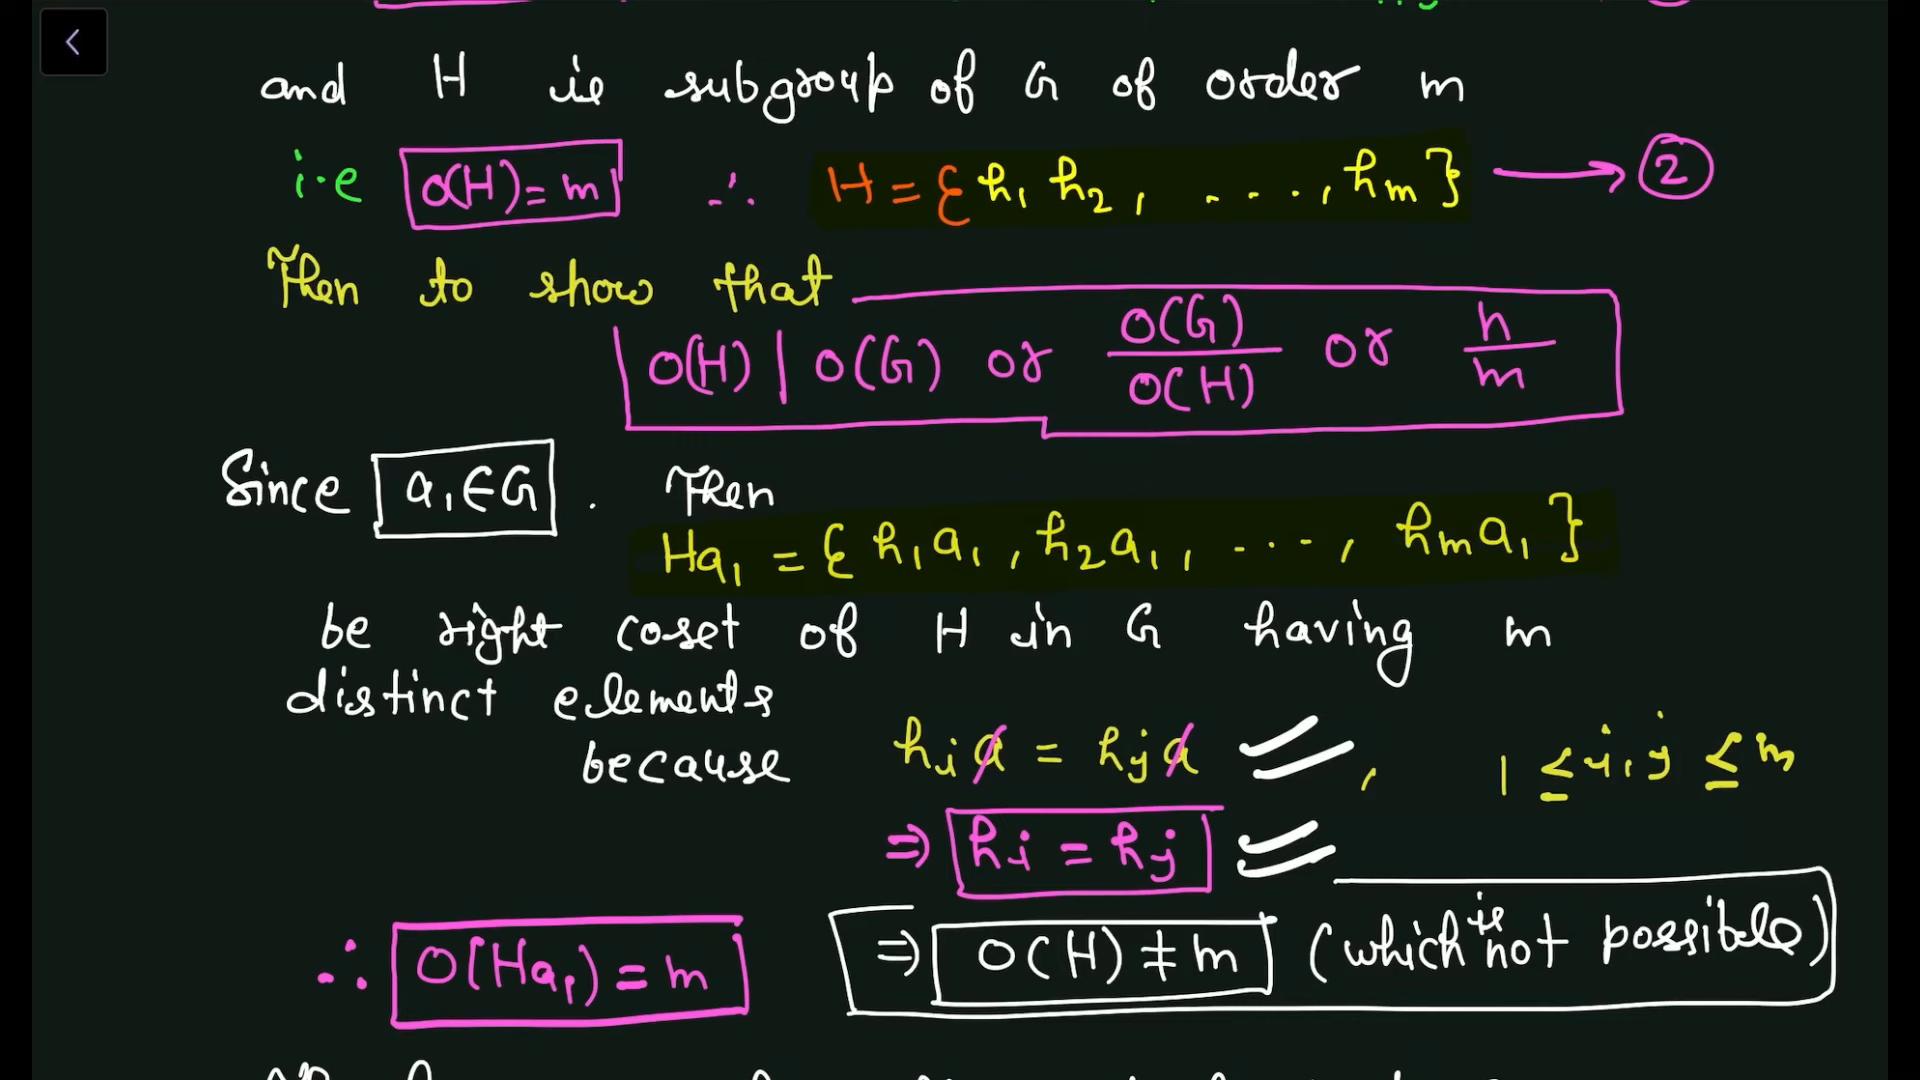 and H is subgroup of G of order m
i.e O(H) = m ∴ H = {h₁ h₂, ...., hₘ} → ②
Then to show that
O(H) | O(G) or O(G)/O(H) or n/m
Since a₁∈G . Then
Ha₁ = {h₁a₁, h₂a₁, ...., hₘa₁}
be right coset of H in G having m
distinct elements
because hᵢa = hⱼa , 1 ≤ i, j ≤ m
⇒ hᵢ = hⱼ
∴ O(Ha₁) = m ⇒ O(H) ≠ m (which is not possible)